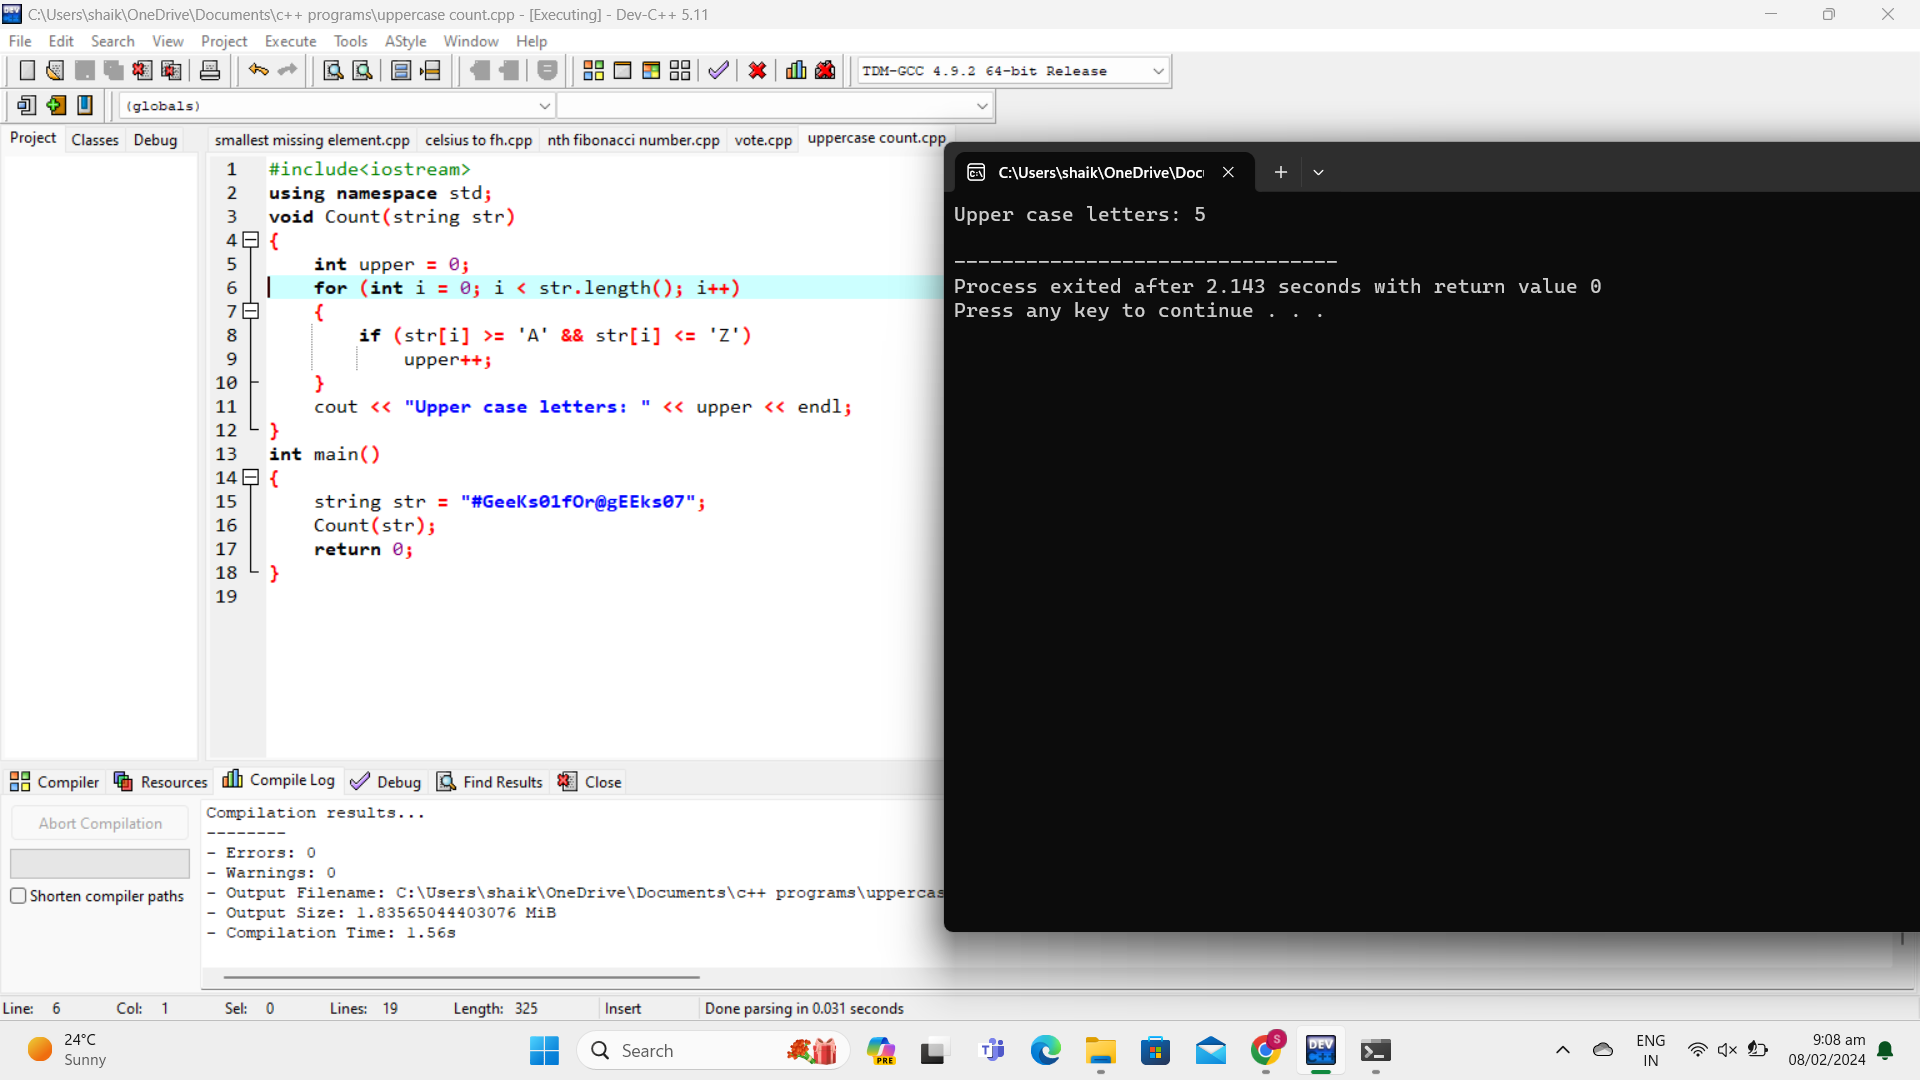 C:\Users\shaik\OneDrive\Documents\c++ programs\uppercase count.cpp - [Executing] - Dev-C++ 5.11
File Edit Search View Project Execute Tools AStyle Window Help
TDM-GCC 4.9.2 64-bit Release
(globals)
Project Classes Debug
smallest missing element.cpp celsius to fh.cpp nth fibonacci number.cpp vote.cpp uppercase count.cpp
1 #include<iostream>
2 using namespace std;
3 void Count(string str)
4 {
5 int upper = 0;
6 for (int i = 0; i < str.length(); i++)
7 {
8 if (str[i] >= 'A' && str[i] <= 'Z')
9 upper++;
10 }
11 cout << "Upper case letters: " << upper << endl;
12 }
13 int main()
14 {
15 string str = "#GeeKs01fOr@gEEks07";
16 Count(str);
17 return 0;
18 }
19
C:\Users\shaik\OneDrive\Doc
Upper case letters: 5
--------------------------------
Process exited after 2.143 seconds with return value 0
Press any key to continue . . .
Compiler Resources Compile Log Debug Find Results Close
Abort Compilation
Shorten compiler paths
Compilation results...
--------
- Errors: 0
- Warnings: 0
- Output Filename: C:\Users\shaik\OneDrive\Documents\c++ programs\uppercas
- Output Size: 1.83565044403076 MiB
- Compilation Time: 1.56s
Line: 6 Col: 1 Sel: 0 Lines: 19 Length: 325 Insert Done parsing in 0.031 seconds
24°C
Sunny
Search
PRE
S
DEV
ENG
IN
9:08 am
08/02/2024